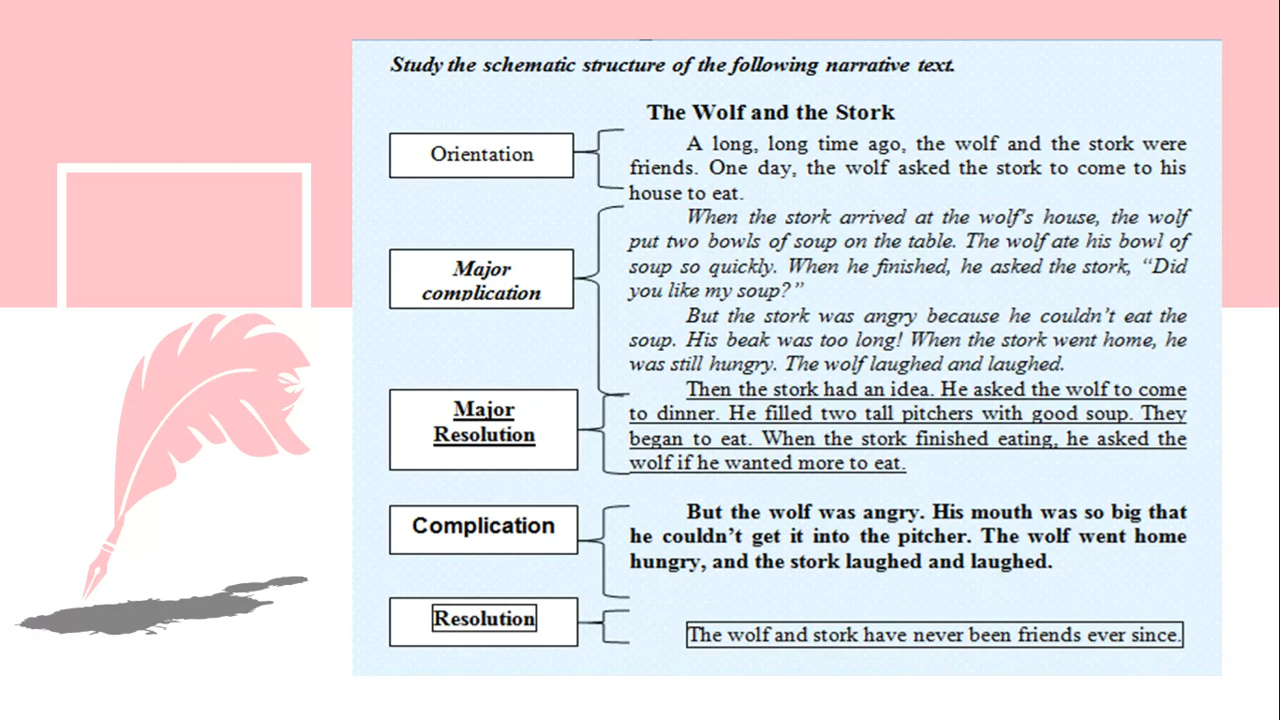 Study the schematic structure of the following narrative text.
The Wolf and the Stork
Orientation
A long, long time ago, the wolf and the stork were
friends. One day, the wolf asked the stork to come to his
house to eat.
Major
complication
When the stork arrived at the wolf's house, the wolf
put two bowls of soup on the table. The wolf ate his bowl of
soup so quickly. When he finished, he asked the stork, “Did
you like my soup?”
But the stork was angry because he couldn’t eat the
soup. His beak was too long! When the stork went home, he
was still hungry. The wolf laughed and laughed.
Major
Resolution
Then the stork had an idea. He asked the wolf to come
to dinner. He filled two tall pitchers with good soup. They
began to eat. When the stork finished eating, he asked the
wolf if he wanted more to eat.
Complication
But the wolf was angry. His mouth was so big that
he couldn’t get it into the pitcher. The wolf went home
hungry, and the stork laughed and laughed.
Resolution
The wolf and stork have never been friends ever since.